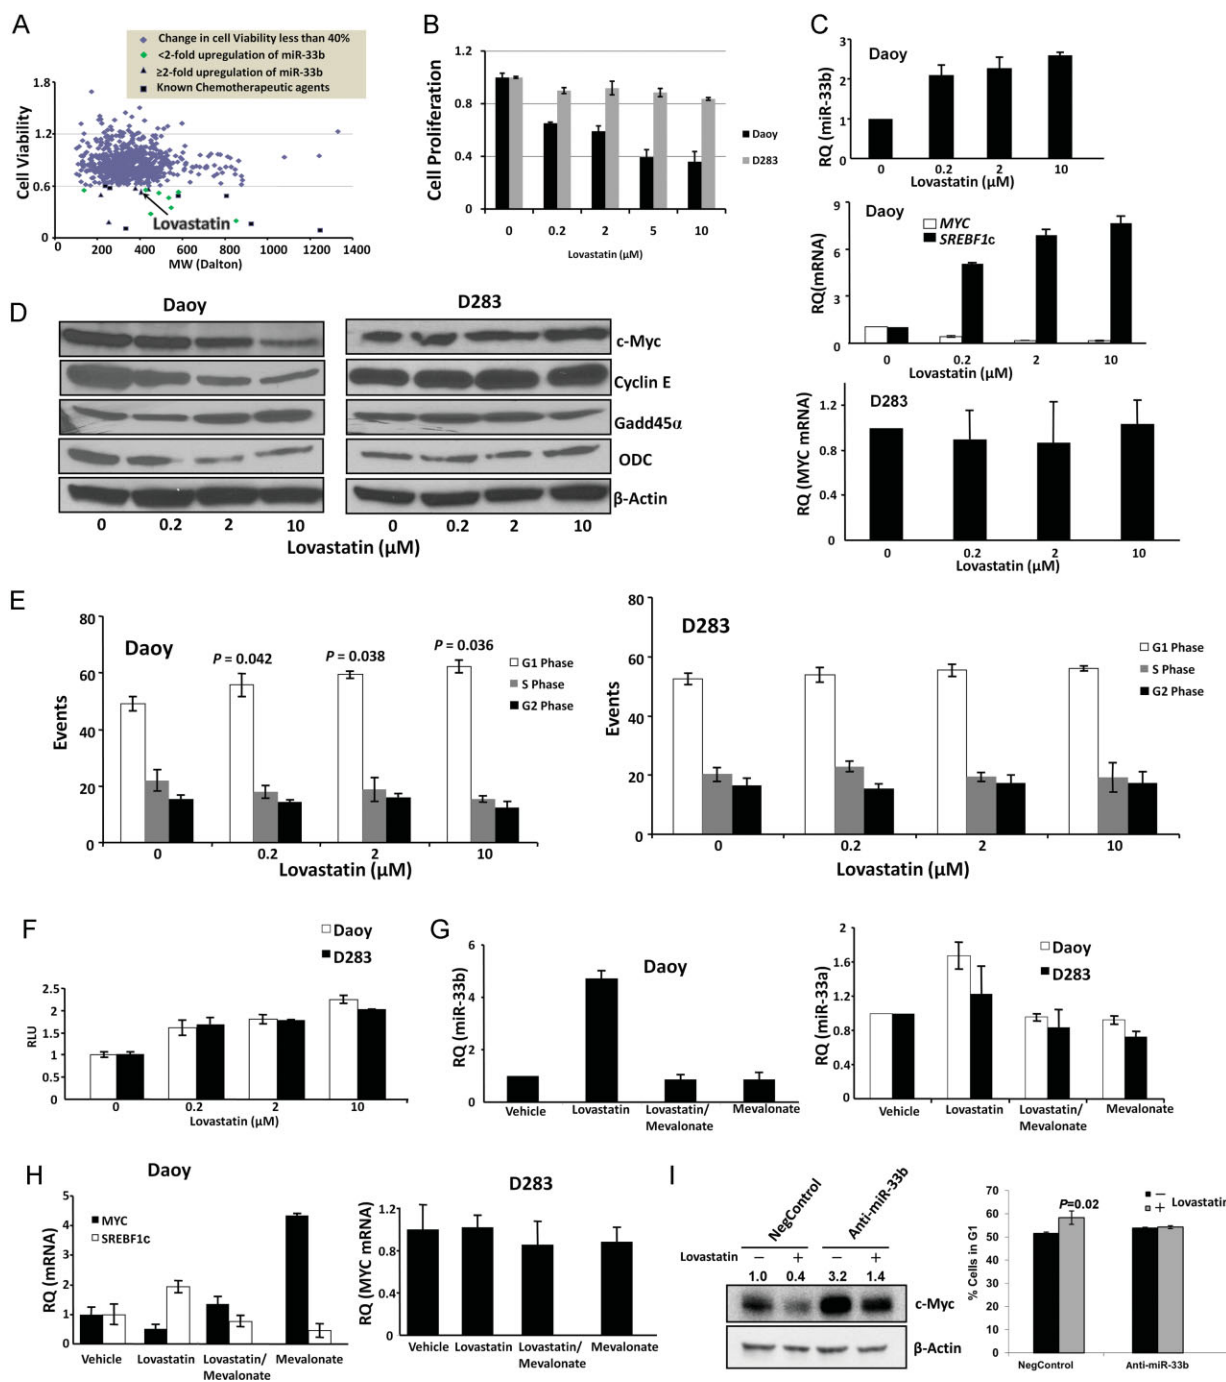 A
Change in cell Viability less than 40%
<2-fold upregulation of miR-33b
≥2-fold upregulation of miR-33b
Known Chemotherapeutic agents
Cell Viability
1.8
1.2
0.6
0
Lovastatin
0 200 400 600 800 1000 1200 1400
MW (Dalton)
B
Cell Proliferation
1.2
0.8
0.4
0
Daoy
D283
0 0.2 2 5 10
Lovastatin (μM)
C
RQ (miR-33b)
Daoy
3
2
1
0
0 0.2 2 10
Lovastatin (μM)
RQ(mRNA)
Daoy
MYC
SREBF1c
9
6
3
0
0 0.2 2 10
Lovastatin (μM)
RQ (MYC mRNA)
D283
1.2
0.8
0.4
0
0 0.2 2 10
Lovastatin (μM)
D
Daoy D283
c-Myc
Cyclin E
Gadd45α
ODC
β-Actin
0 0.2 2 10 0 0.2 2 10
Lovastatin (μM)
E
Events
Daoy
80
60
40
20
0
P = 0.042 P = 0.038 P = 0.036
G1 Phase
S Phase
G2 Phase
0 0.2 2 10
Lovastatin (μM)
Events
D283
80
60
40
20
0
G1 Phase
S Phase
G2 Phase
0 0.2 2 10
Lovastatin (μM)
F
Daoy
D283
RLU
2.5
2
1.5
1
0.5
0
0 0.2 2 10
Lovastatin (μM)
G
RQ (miR-33b)
Daoy
6
4
2
0
Vehicle Lovastatin Lovastatin/ Mevalonate
Mevalonate
RQ (miR-33a)
2
1.6
1.2
0.8
0.4
Daoy
D283
Vehicle Lovastatin Lovastatin/ Mevalonate
Mevalonate
H
Daoy
RQ (mRNA)
5
4
3
2
1
0
MYC
SREBF1c
Vehicle Lovastatin Lovastatin/ Mevalonate
Mevalonate
D283
RQ (MYC mRNA)
1.2
0.8
0.4
0
Vehicle Lovastatin Lovastatin/ Mevalonate
Mevalonate
I
NegControl Anti-miR-33b
Lovastatin − + − +
1.0 0.4 3.2 1.4
c-Myc
β-Actin
% Cells in G1
70
60
50
40
30
20
10
0
P=0.02
− Lovastatin
+
NegControl Anti-miR-33b